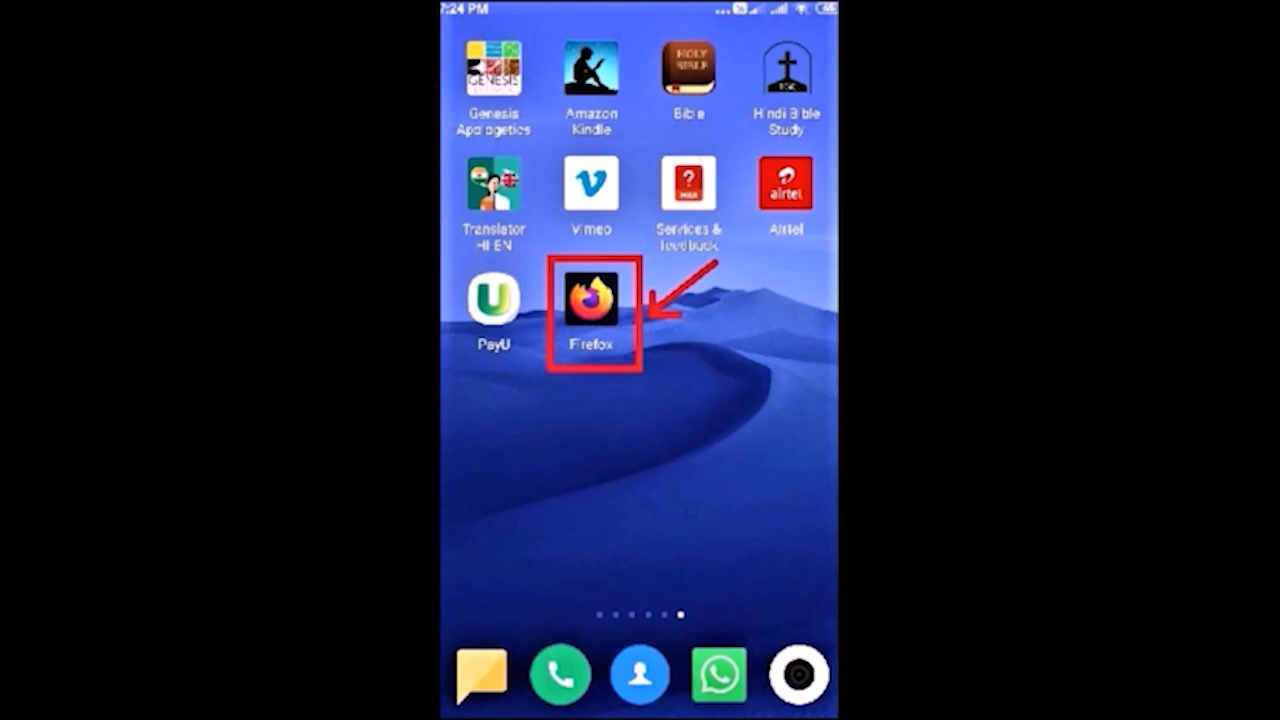 7:24 PM
GENESIS
HOLY
BIBLE
Genesis
Apologetics
Amazon
Kindle
Bible
Hindi Bible
Study
airtel
Translator
HI-EN
Vimeo
Services &
feedback
Airtel
PayU
Firefox